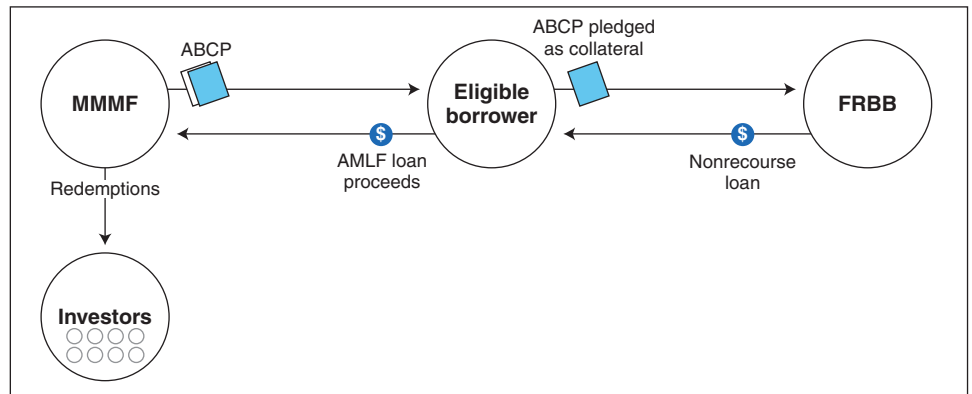 ABCP
ABCP pledged
as collateral
MMMF
Eligible
borrower
FRBB
$
$
AMLF loan
proceeds
Nonrecourse
loan
Redemptions
Investors